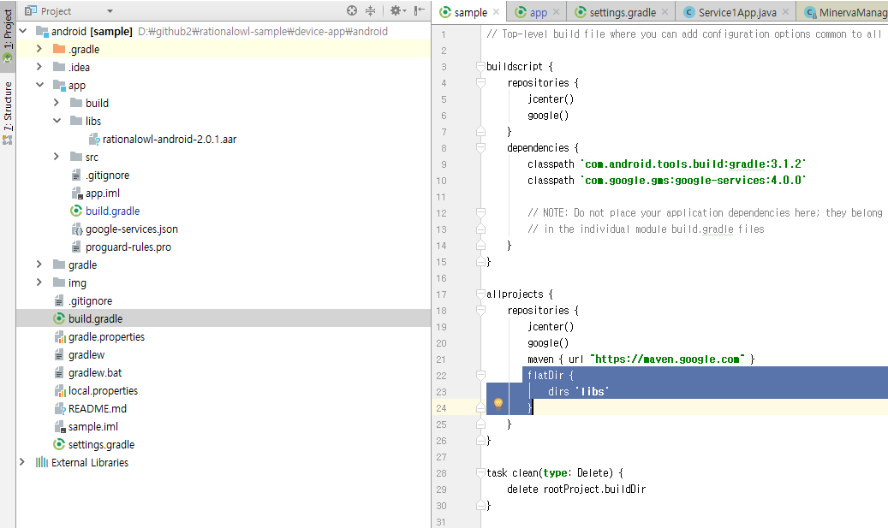 1: Project
7: Structure
Project
android [sample] D:₩github2₩rationalowl-sample₩device-app₩android
.gradle
.idea
app
build
libs
rationalowl-android-2.0.1.aar
src
.gitignore
app.iml
build.gradle
google-services.json
proguard-rules.pro
gradle
img
.gitignore
build.gradle
gradle.properties
gradlew
gradlew.bat
local.properties
README.md
sample.iml
settings.gradle
External Libraries
sample × app × settings.gradle × Service1App.java × MinervaManag
1 // Top-level build file where you can add configuration options common to all
2
3 buildscript {
4 repositories {
5 jcenter()
6 google()
7 }
8 dependencies {
9 classpath 'com.android.tools.build:gradle:3.1.2'
10 classpath 'com.google.gms:google-services:4.0.0'
11
12 // NOTE: Do not place your application dependencies here; they belong
13 // in the individual module build.gradle files
14 }
15 }
16
17 allprojects {
18 repositories {
19 jcenter()
20 google()
21 maven { url "https://maven.google.com" }
22 flatDir {
23 dirs 'libs'
24 }
25 }
26 }
27
28 task clean(type: Delete) {
29 delete rootProject.buildDir
30 }
31